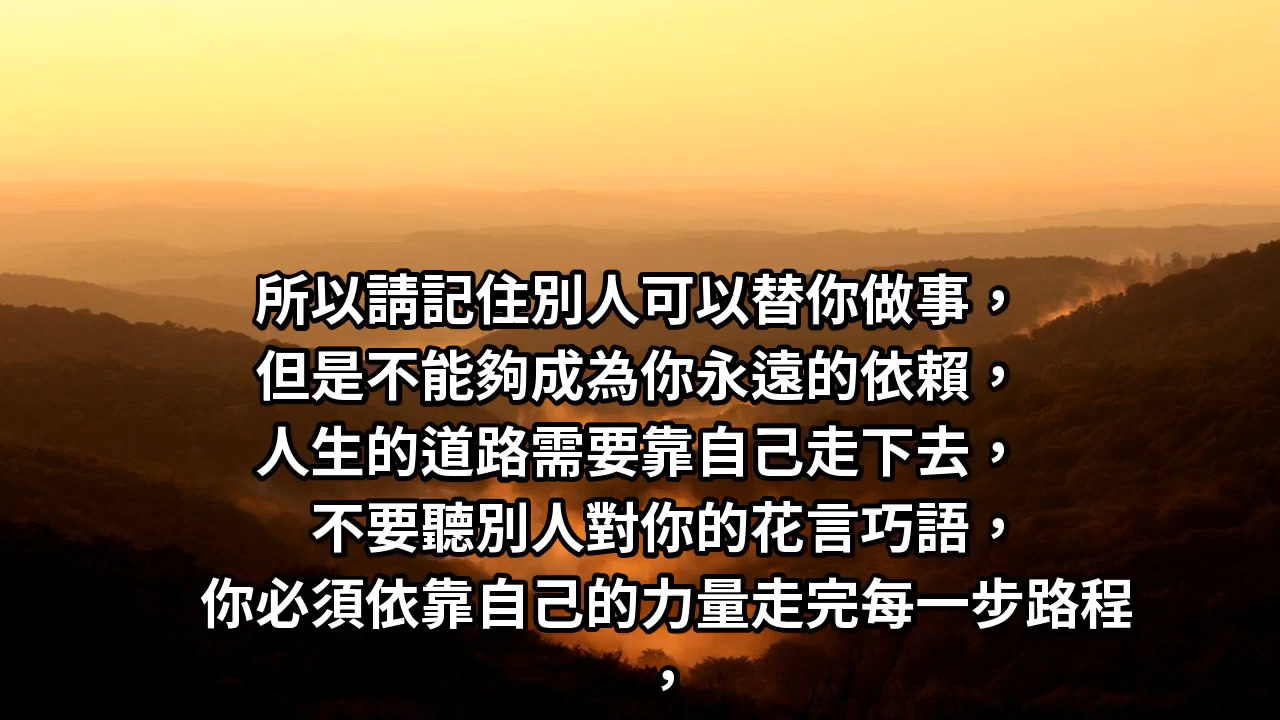 所以請記住別人可以替你做事，
但是不能夠成為你永遠的依賴，
人生的道路需要靠自己走下去，
不要聽別人對你的花言巧語，
你必須依靠自己的力量走完每一步路程
，